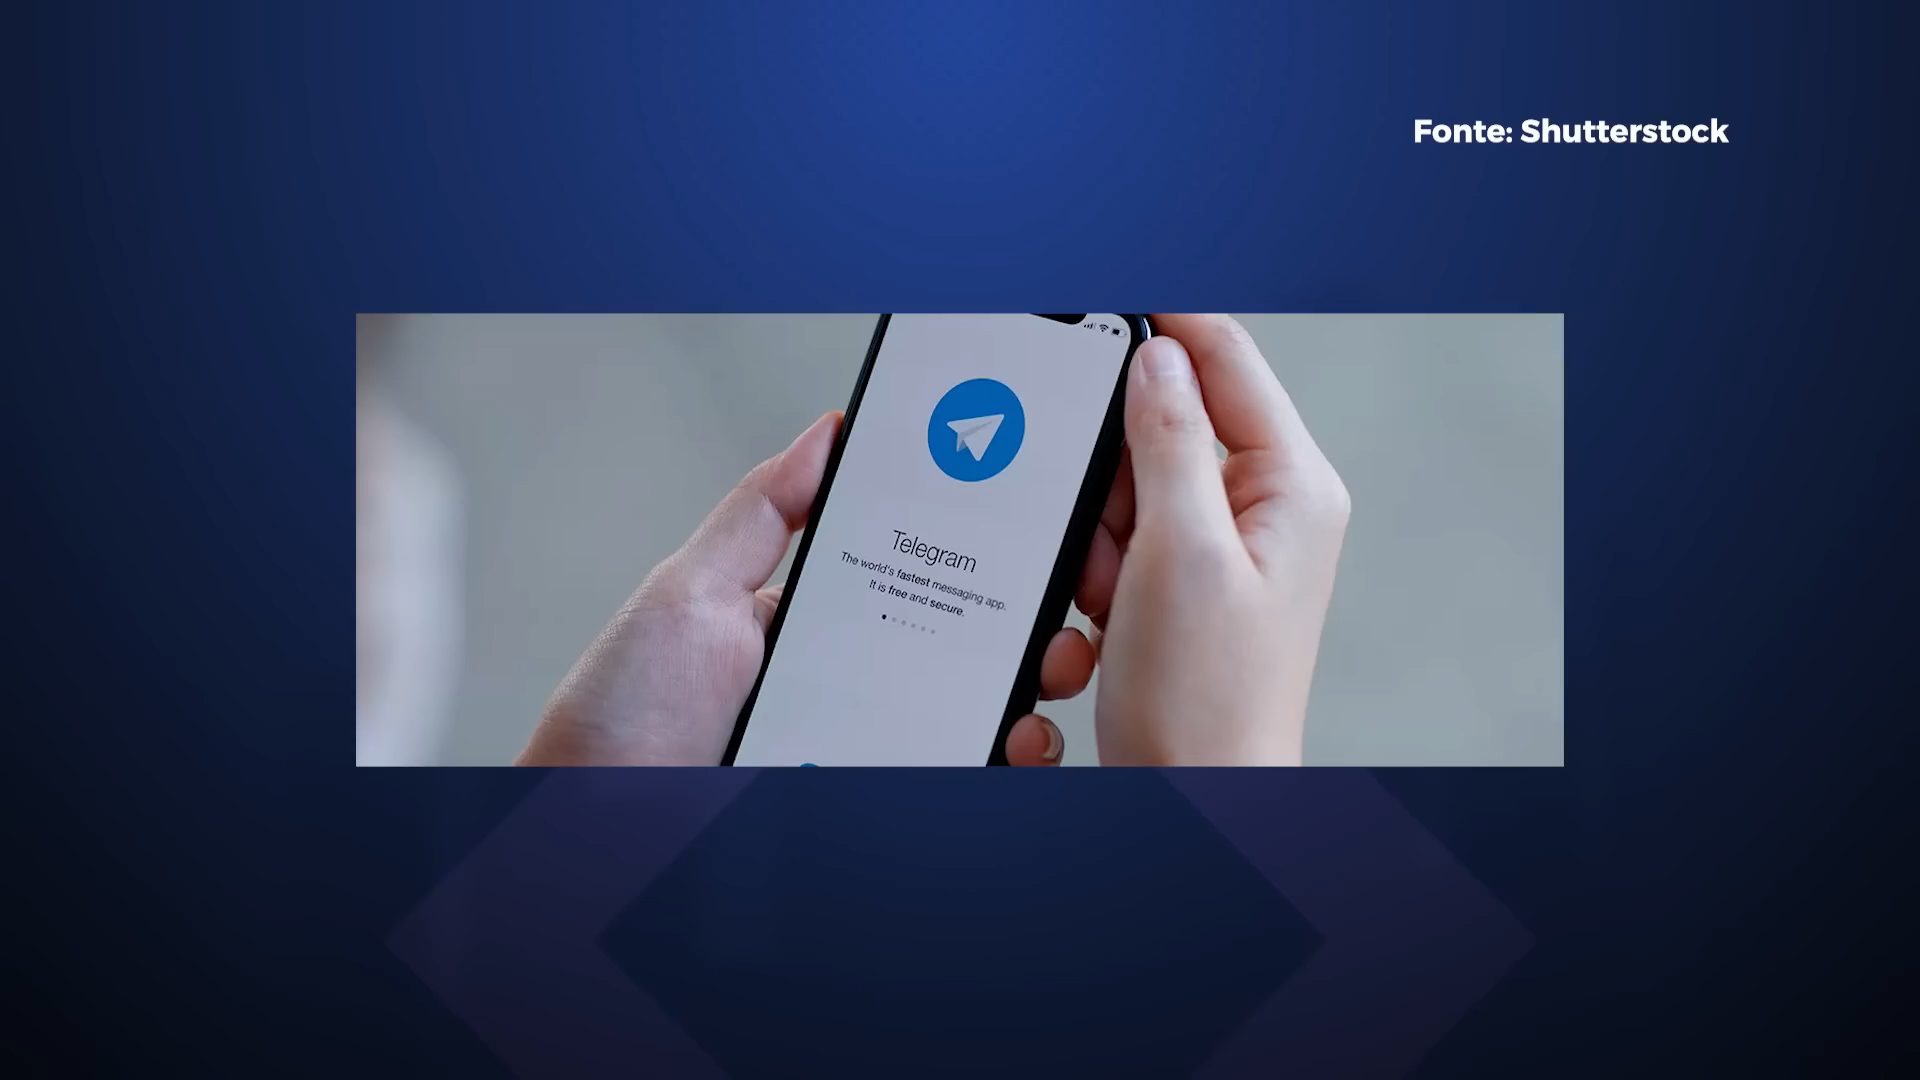 Fonte: Shutterstock
Telegram
The world's fastest messaging app.
It is free and secure.